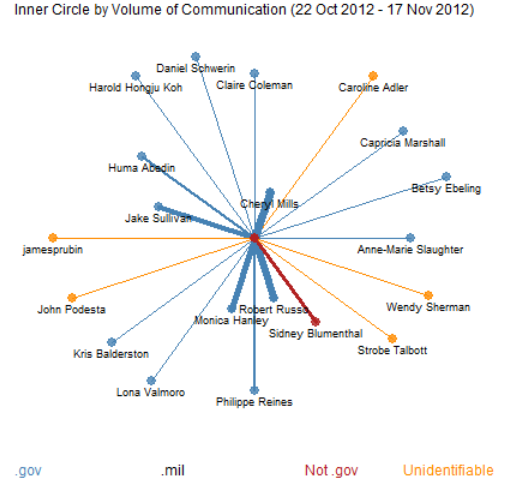 Inner Circle by Volume of Communication (22 Oct 2012 - 17 Nov 2012)
Daniel Schwerin
Harold Hongju Koh
Claire Coleman
Caroline Adler
Capricia Marshall
Huma Abedin
Betsy Ebeling
Cheryl Mills
Jake Sullivan
jamesprubin
Anne-Marie Slaughter
John Podesta
Robert Russo
Wendy Sherman
Monica Hanley
Sidney Blumenthal
Kris Balderston
Strobe Talbott
Lona Valmoro
Philippe Reines
.gov .mil Not .gov Unidentifiable